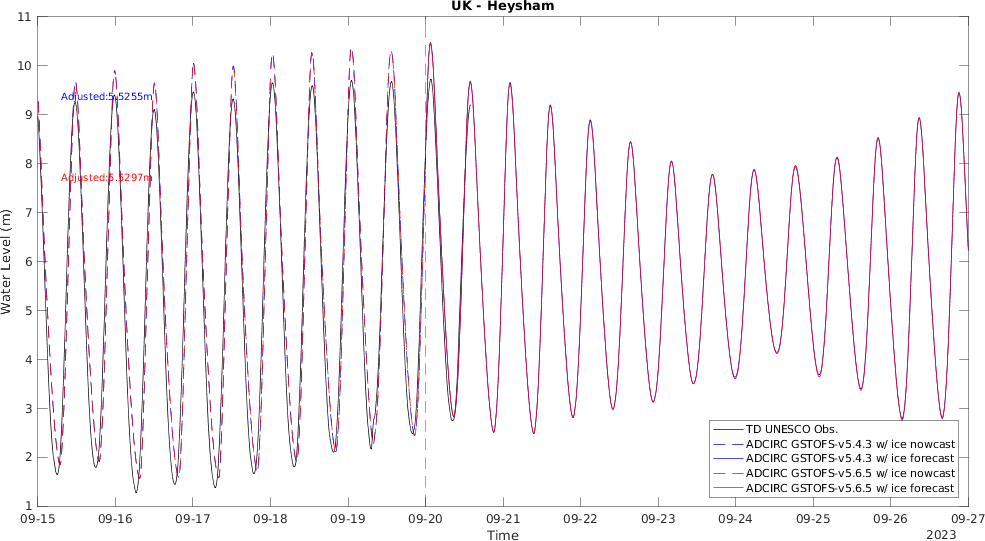 UK - Heysham
11
10
9
8
7
6
5
4
3
2
1
Water Level (m)
Adjusted:5.5255m
Adjusted:5.5297m
TD UNESCO Obs.
ADCIRC GSTOFS-v5.4.3 w/ ice nowcast
ADCIRC GSTOFS-v5.4.3 w/ ice forecast
ADCIRC GSTOFS-v5.6.5 w/ ice nowcast
ADCIRC GSTOFS-v5.6.5 w/ ice forecast
09-15 09-16 09-17 09-18 09-19 09-20 09-21 09-22 09-23 09-24 09-25 09-26 09-27
Time
2023